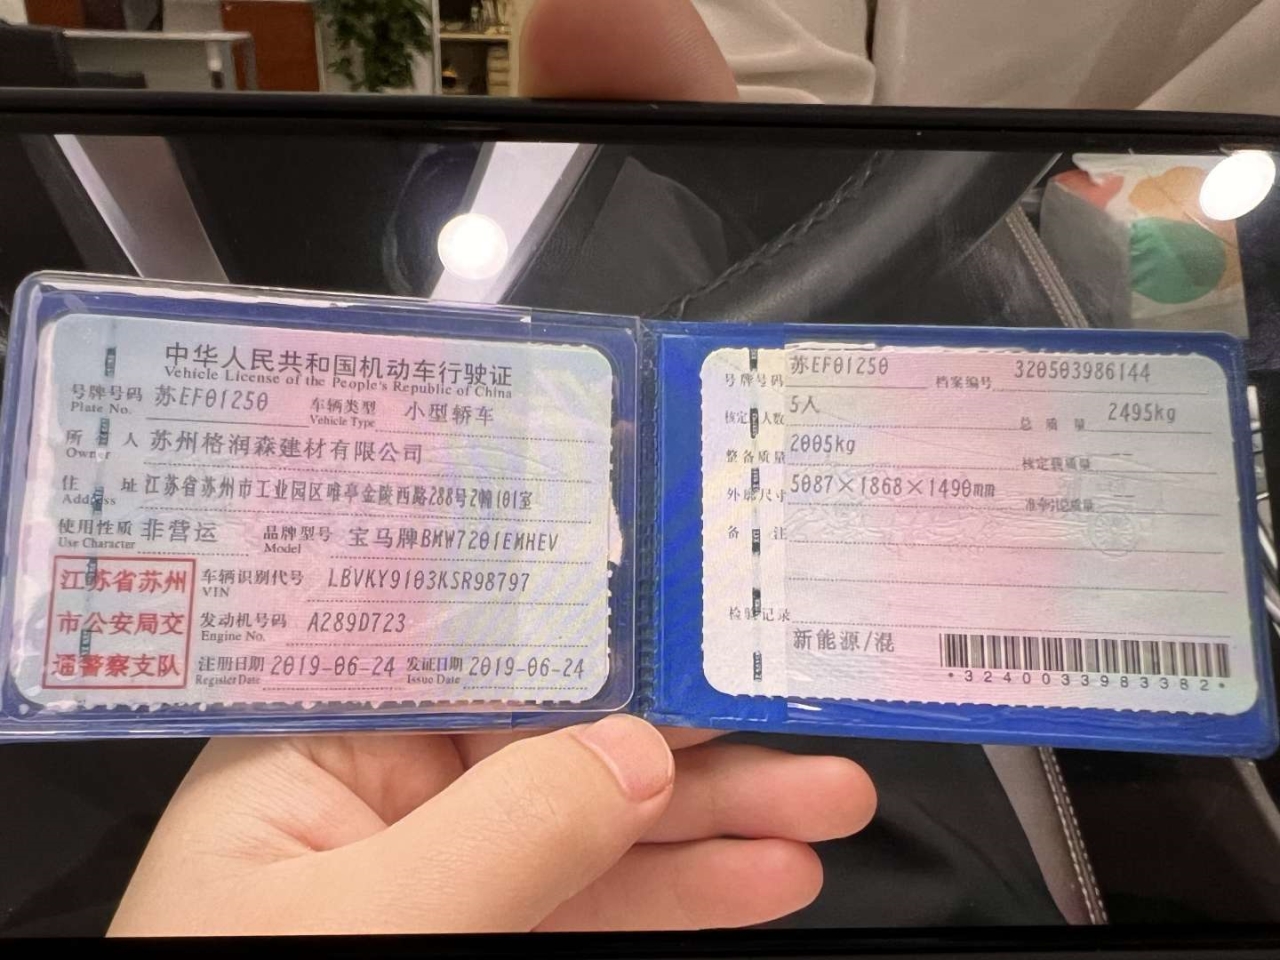 中华人民共和国机动车行驶证
Vehicle License of the People's Republic of China
号牌号码 苏EF01250 车辆类型 小型轿车
Plate No. Vehicle Type
所有人 苏州格润森建材有限公司
Owner
住址 江苏省苏州市工业园区唯亭金陵西路288号2幢101室
Address
使用性质 非营运 品牌型号 宝马牌BMW7201EMHEV
Use Character Model
江苏省苏州
市公安局交
通警察支队
车辆识别代号 LBVKY9103KSR98797
VIN
发动机号码 A289D723
Engine No.
注册日期 2019-06-24 发证日期 2019-06-24
Register Date Issue Date
号牌号码 苏EF01250 档案编号 320503986144
核定人数 5人 总质量 2495kg
整备质量 2005kg 核定载质量 --
外廓尺寸 5087×1868×1490mm 准牵引总质量 --
备注
检验记录
新能源/混
*3240033983382*